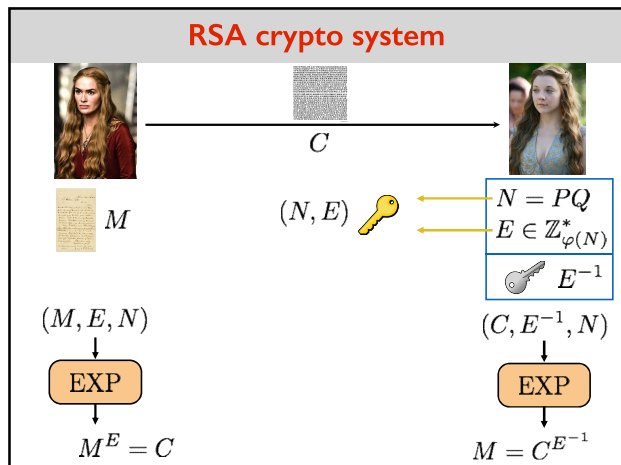 RSA crypto system
C
M
(N, E)
N = PQ
E ∈ ℤ*_{φ(N)}
E^{-1}
(M, E, N)
(C, E^{-1}, N)
EXP
EXP
M^E = C
M = C^{E^{-1}}